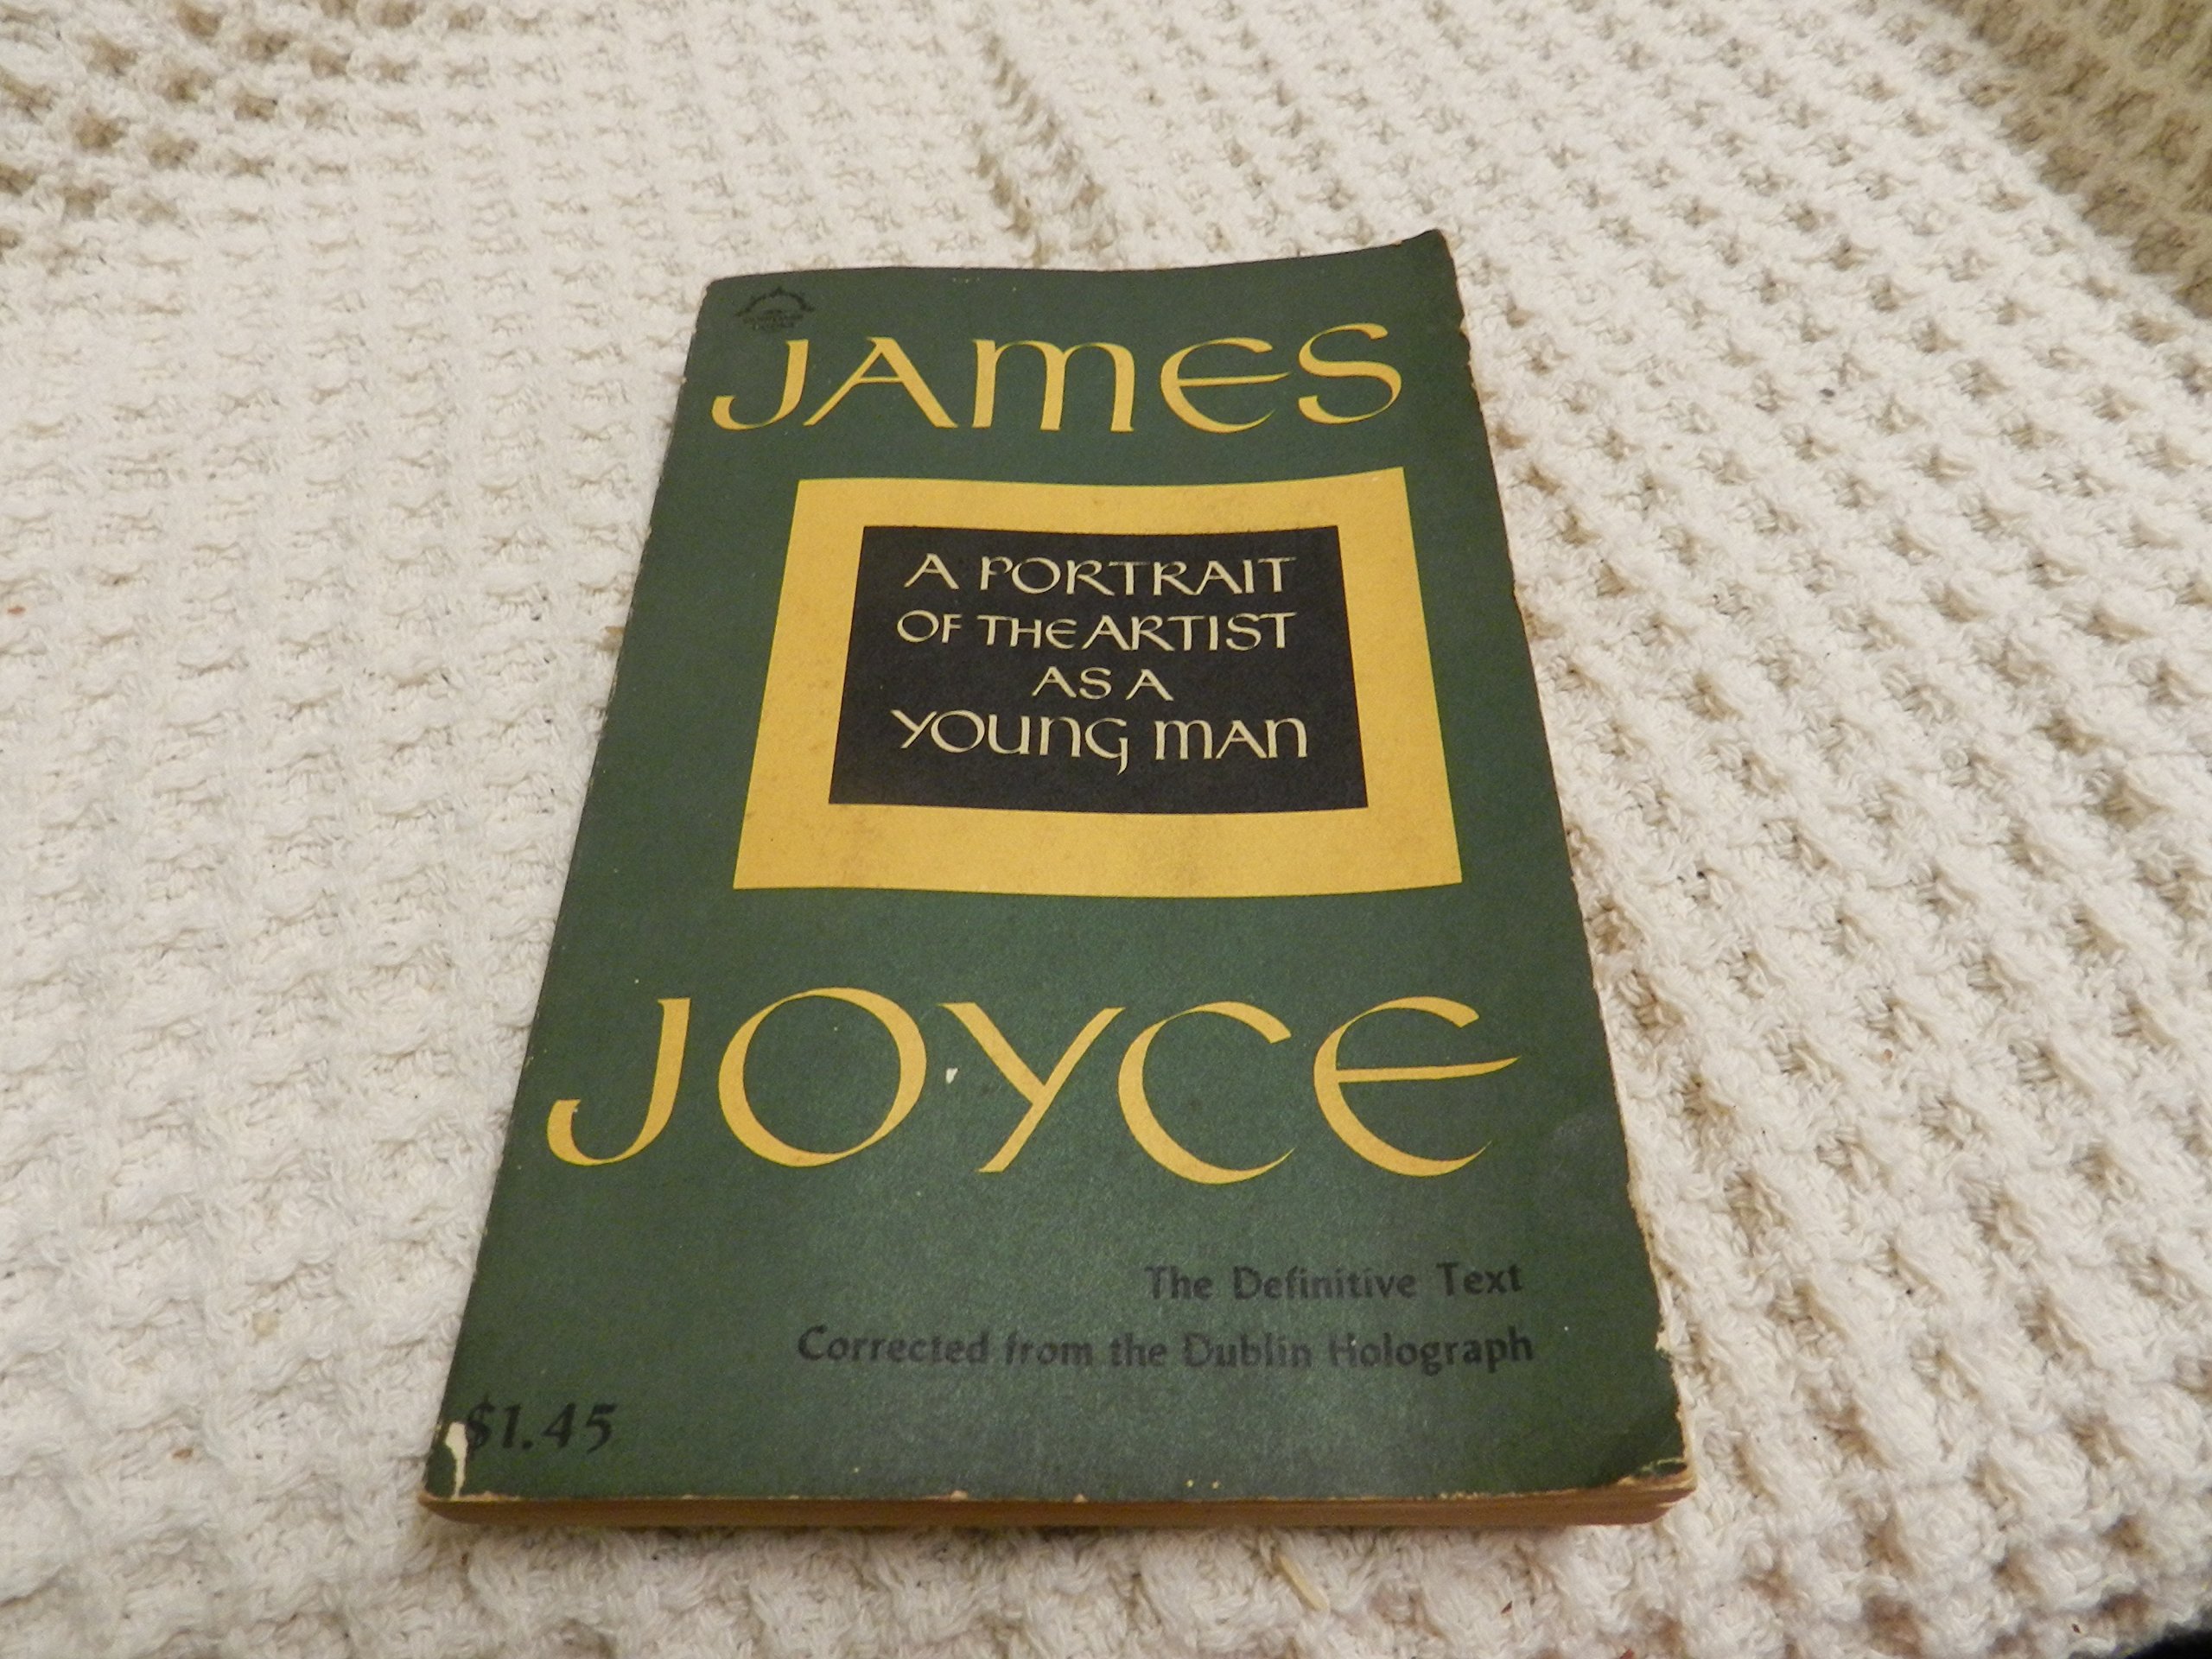 JAMES
A PORTRAIT
OF THE ARTIST
AS A
YOUNG MAN
JOYCE
The Definitive Text
Corrected from the Dublin Holograph
$1.45